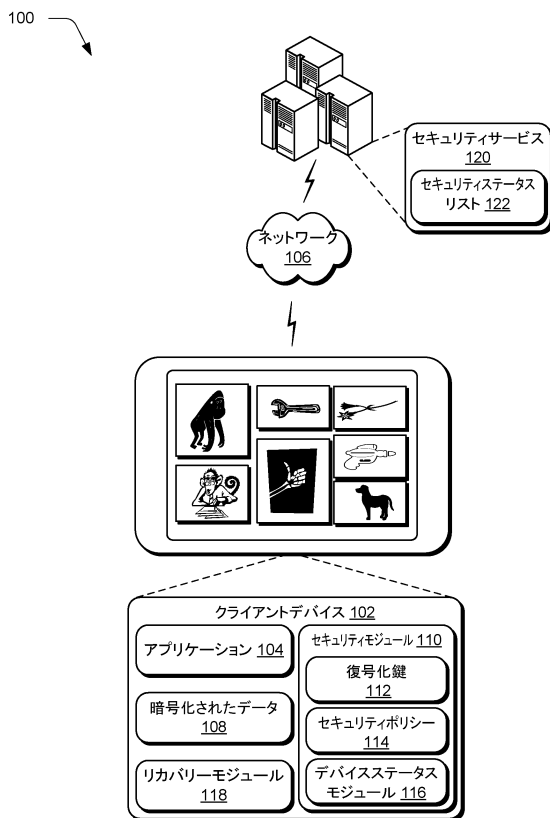 100
セキュリティサービス
120
セキュリティステータス
リスト 122
ネットワーク
106
クライアントデバイス 102
アプリケーション 104
暗号化されたデータ
108
リカバリーモジュール
118
セキュリティモジュール 110
復号化鍵
112
セキュリティポリシー
114
デバイスステータス
モジュール 116